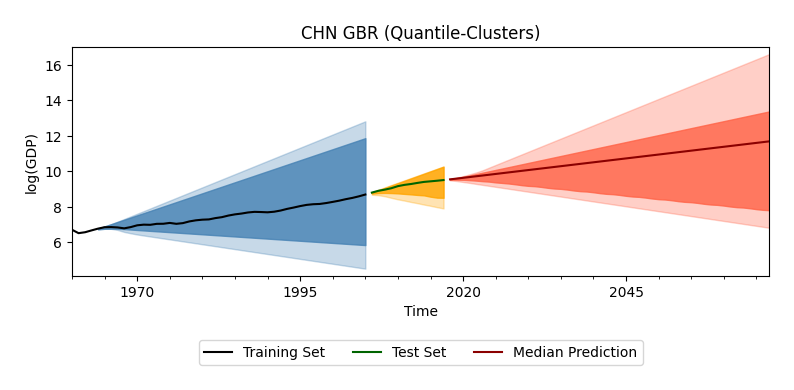 CHN GBR (Quantile-Clusters)
16
14
12
10
8
6
log(GDP)
1970 1995 2020 2045
Time
Training Set Test Set Median Prediction